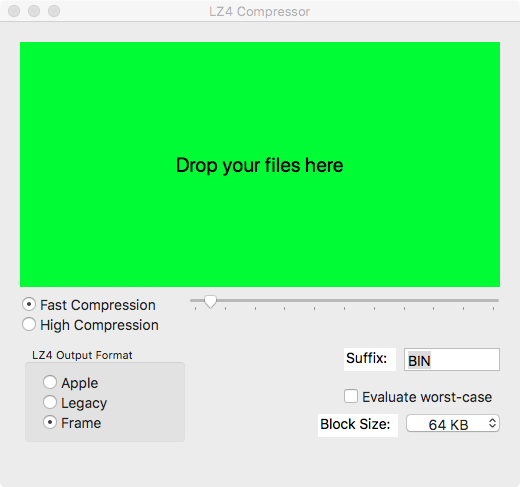 LZ4 Compressor
Drop your files here
Fast Compression
High Compression
LZ4 Output Format
Apple
Legacy
Frame
Suffix: BIN
Evaluate worst-case
Block Size: 64 KB